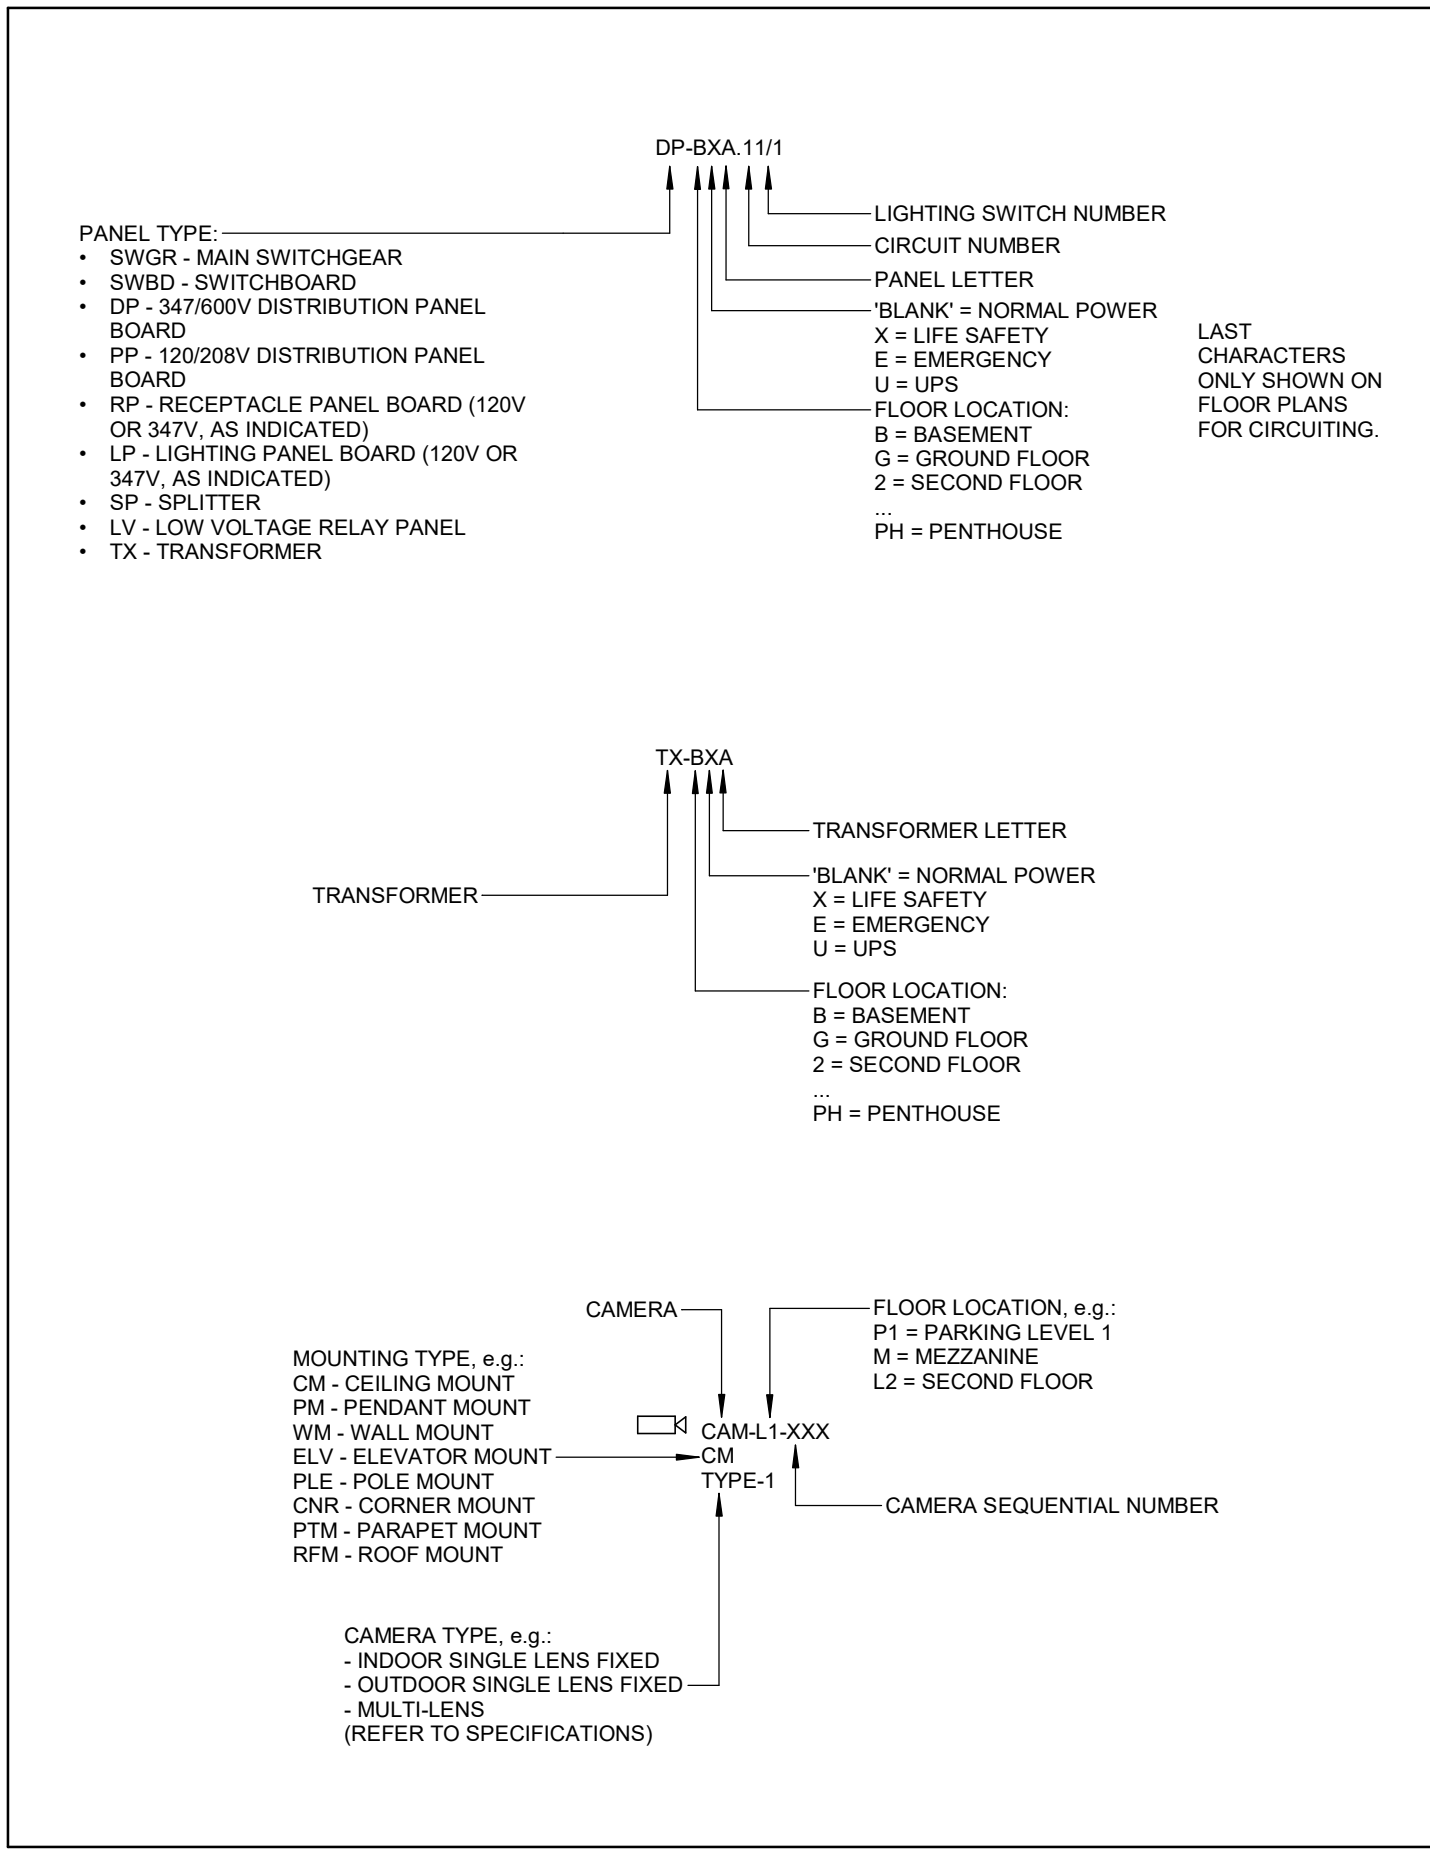 DP-BXA.11/1
PANEL TYPE:
• SWGR - MAIN SWITCHGEAR
• SWBD - SWITCHBOARD
• DP - 347/600V DISTRIBUTION PANEL
BOARD
• PP - 120/208V DISTRIBUTION PANEL
BOARD
• RP - RECEPTACLE PANEL BOARD (120V
OR 347V, AS INDICATED)
• LP - LIGHTING PANEL BOARD (120V OR
347V, AS INDICATED)
• SP - SPLITTER
• LV - LOW VOLTAGE RELAY PANEL
• TX - TRANSFORMER
LIGHTING SWITCH NUMBER
CIRCUIT NUMBER
PANEL LETTER
'BLANK' = NORMAL POWER
X = LIFE SAFETY
E = EMERGENCY
U = UPS
FLOOR LOCATION:
B = BASEMENT
G = GROUND FLOOR
2 = SECOND FLOOR
...
PH = PENTHOUSE
LAST
CHARACTERS
ONLY SHOWN ON
FLOOR PLANS
FOR CIRCUITING.
TX-BXA
TRANSFORMER
TRANSFORMER LETTER
'BLANK' = NORMAL POWER
X = LIFE SAFETY
E = EMERGENCY
U = UPS
FLOOR LOCATION:
B = BASEMENT
G = GROUND FLOOR
2 = SECOND FLOOR
...
PH = PENTHOUSE
CAMERA
FLOOR LOCATION, e.g.:
P1 = PARKING LEVEL 1
M = MEZZANINE
L2 = SECOND FLOOR
MOUNTING TYPE, e.g.:
CM - CEILING MOUNT
PM - PENDANT MOUNT
WM - WALL MOUNT
ELV - ELEVATOR MOUNT
PLE - POLE MOUNT
CNR - CORNER MOUNT
PTM - PARAPET MOUNT
RFM - ROOF MOUNT
CAM-L1-XXX
CM
TYPE-1
CAMERA SEQUENTIAL NUMBER
CAMERA TYPE, e.g.:
- INDOOR SINGLE LENS FIXED
- OUTDOOR SINGLE LENS FIXED
- MULTI-LENS
(REFER TO SPECIFICATIONS)